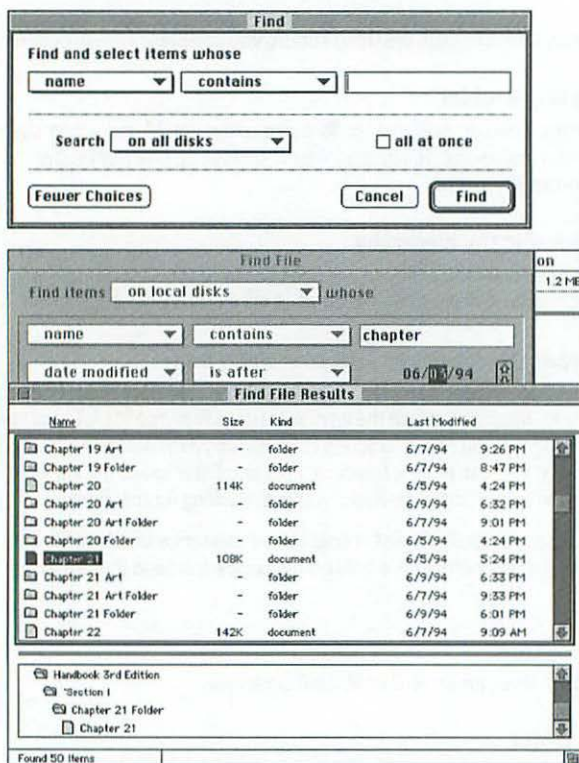 Find
Find and select items whose
name contains
Search on all disks all at once
Fewer Choices Cancel Find
Find File
on
Find items on local disks whose
1.2 MB
name contains chapter
date modified is after 06/05/94
Find File Results
Name Size Kind Last Modified
Chapter 19 Art - folder 6/7/94 9:26 PM
Chapter 19 Folder - folder 6/7/94 8:47 PM
Chapter 20 114K document 6/5/94 4:24 PM
Chapter 20 Art - folder 6/9/94 6:32 PM
Chapter 20 Art Folder - folder 6/7/94 9:01 PM
Chapter 20 Folder - folder 6/5/94 4:24 PM
Chapter 21 108K document 6/5/94 5:24 PM
Chapter 21 Art - folder 6/9/94 6:33 PM
Chapter 21 Art Folder - folder 6/7/94 9:33 PM
Chapter 21 Folder - folder 6/9/94 6:01 PM
Chapter 22 142K document 6/7/94 9:09 AM
Handbook 3rd Edition
"Section I
Chapter 21 Folder
Chapter 21
Found 50 Items